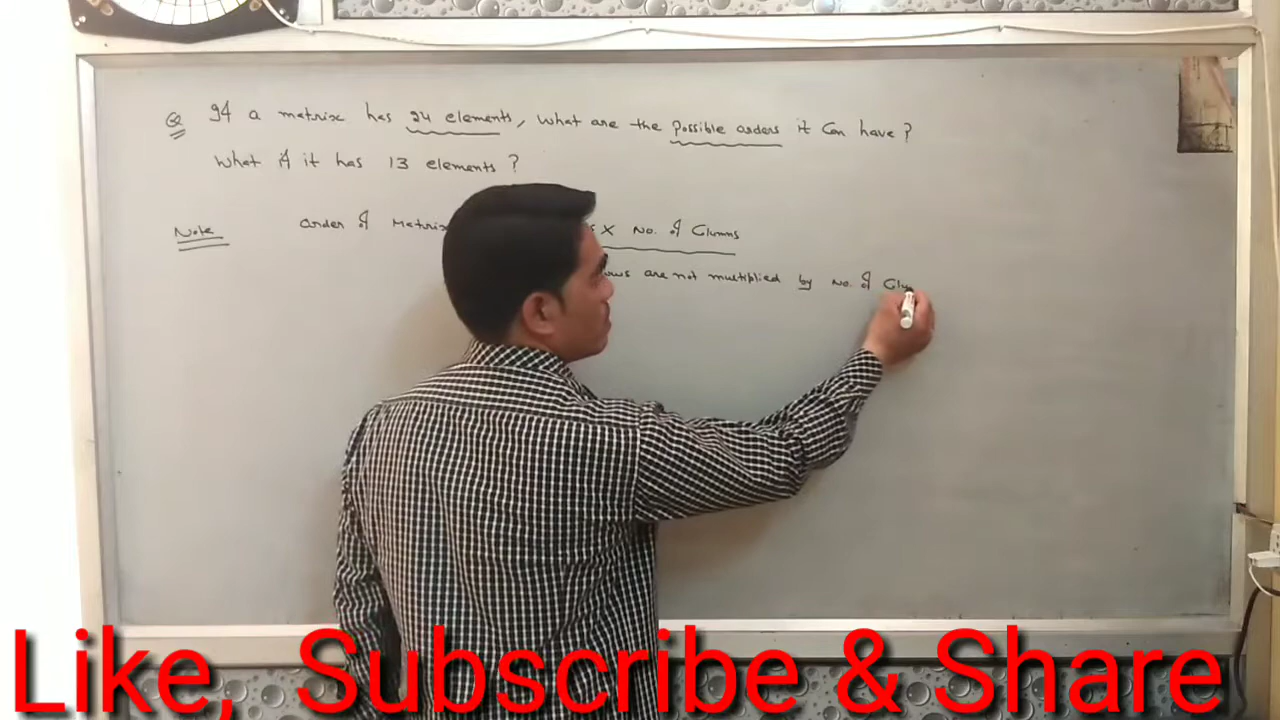 Q If a matrix has 24 elements, What are the possible orders it Can have?
What if it has 13 elements?
Note Order of Matrix X No. of Columns
are not multiplied by No. of
Like, Subscribe & Share